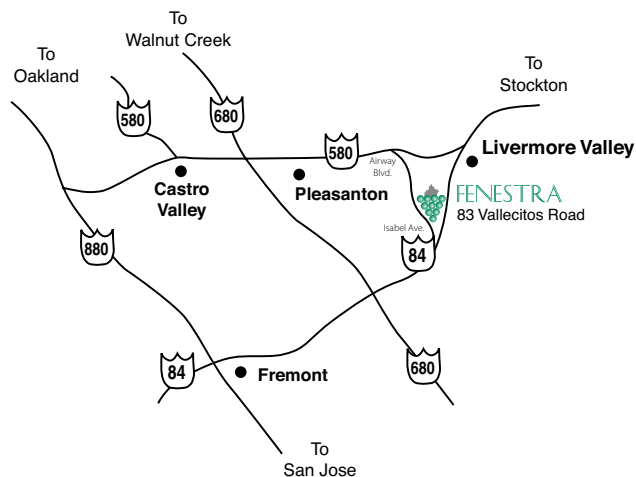 To
Walnut Creek
To
Oakland
To
Stockton
580
680
580
Airway
Blvd.
Livermore Valley
Castro
Valley
Pleasanton
FENESTRA
83 Vallecitos Road
Isabel Ave.
880
84
84
Fremont
680
To
San Jose